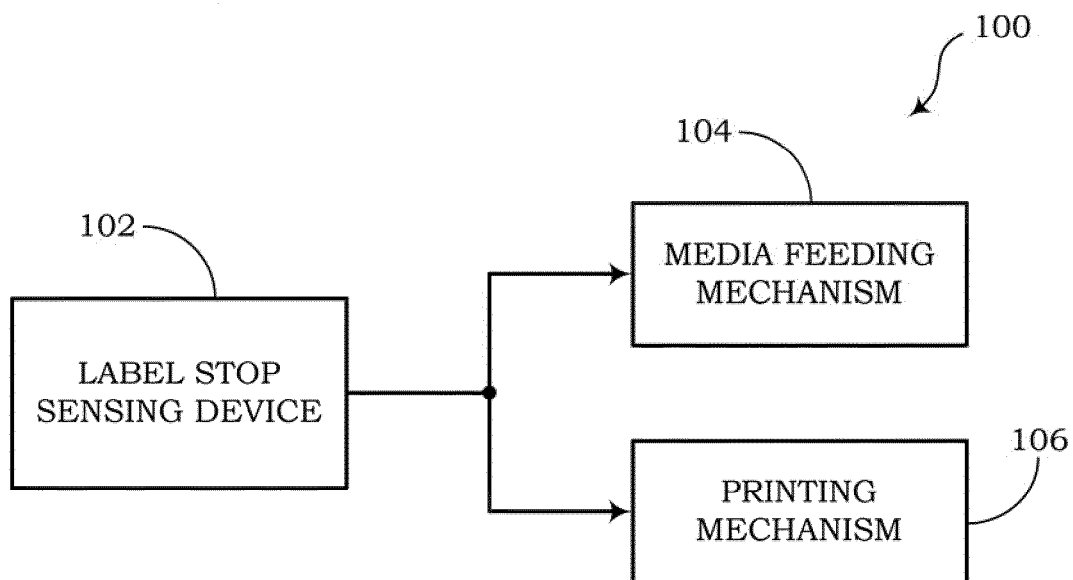 100
104
102
MEDIA FEEDING
MECHANISM
LABEL STOP
SENSING DEVICE
106
PRINTING
MECHANISM